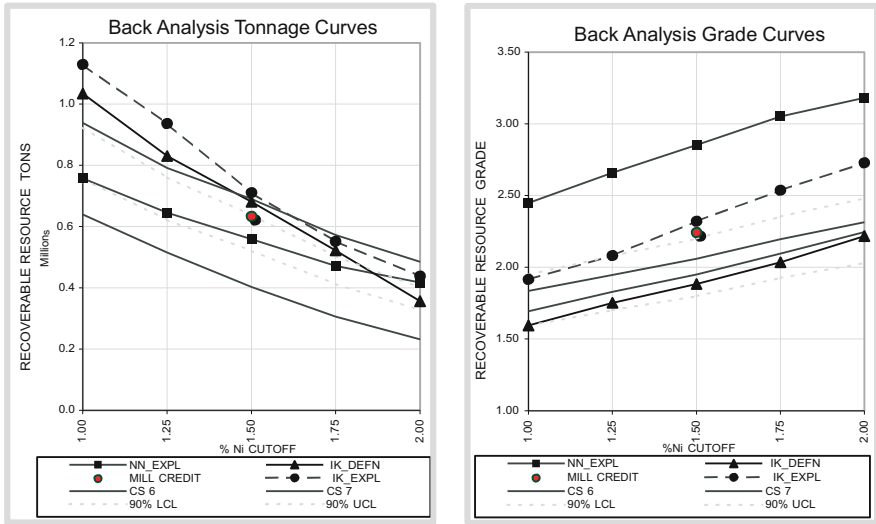 Back Analysis Tonnage Curves
1.2
1.0
0.8
0.6
0.4
0.2
0.0
RECOVERABLE RESOURCE TONS
Millions
1.00
1.25
1.50
1.75
2.00
% Ni CUTOFF
NN_EXPL IK_DEFN
MILL CREDIT IK_EXPL
CS 6 CS 7
90% LCL 90% UCL
Back Analysis Grade Curves
3.50
3.00
2.50
2.00
1.50
1.00
RECOVERABLE RESOURCE GRADE
1.00
1.25
1.50
1.75
2.00
% Ni CUTOFF
NN_EXPL IK_DEFN
MILL CREDIT IK_EXPL
CS 6 CS 7
90% LCL 90% UCL